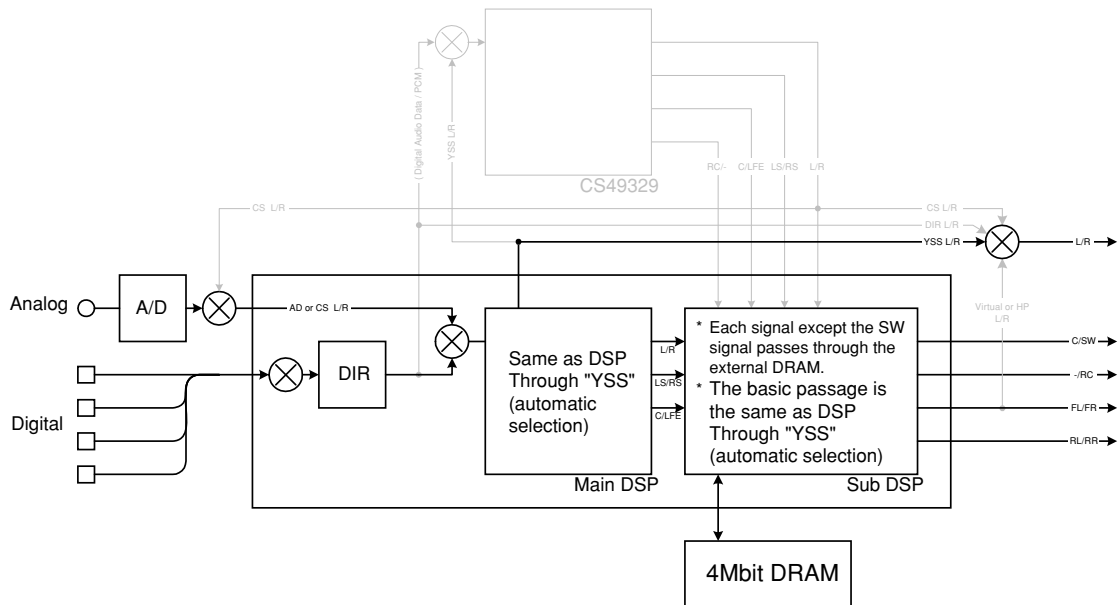 ( Digital Audio Data / PCM )
YSS L/R
RC/-
C/LFE
LS/RS
L/R
CS49329
CS L/R
CS L/R
DIR L/R
YSS L/R
L/R
Analog
A/D
AD or CS L/R
Virtual or HP
L/R
Digital
DIR
Same as DSP
Through "YSS"
(automatic
selection)
Main DSP
L/R
LS/RS
C/LFE
* Each signal except the SW
signal passes through the
external DRAM.
* The basic passage is
the same as DSP
Through "YSS"
(automatic selection)
Sub DSP
C/SW
-/RC
FL/FR
RL/RR
4Mbit DRAM